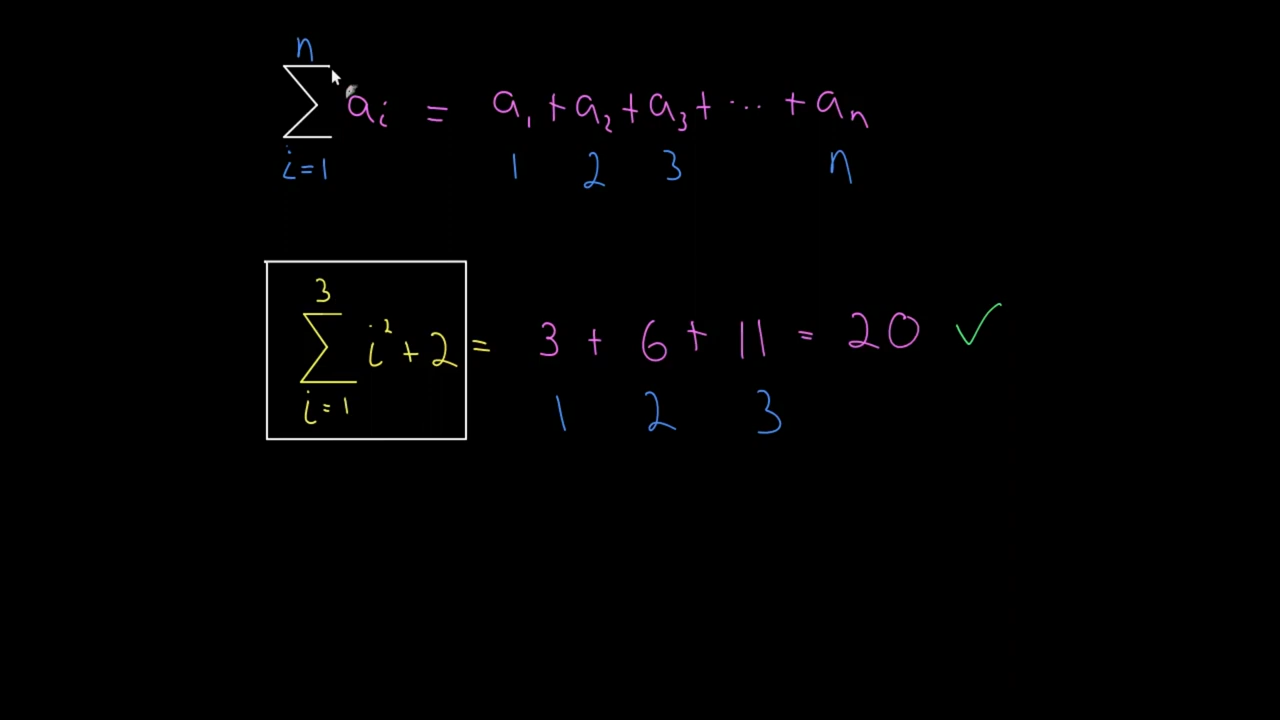 n
∑ aᵢ = a₁ + a₂ + a₃ + ⋯ + aₙ
i=1 1 2 3 n
3
∑ i² + 2 = 3 + 6 + 11 = 20 ✓
i=1 1 2 3